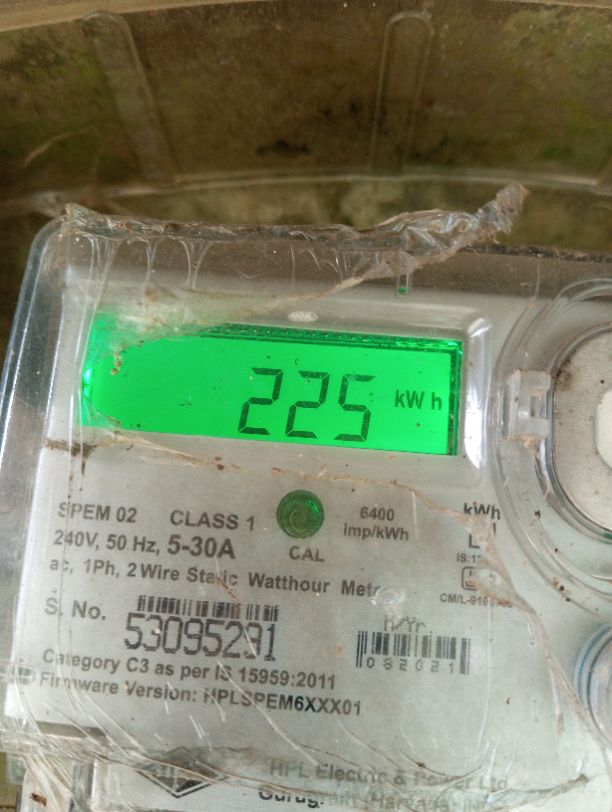 225 kWh
SPEM 02 CLASS 1
6400
imp/kWh
kWh
240V, 50 Hz, 5-30A
CAL
ac, 1Ph, 2 Wire Static Watthour
S. No.
53095291
M/Yr
082021
Category C3 as per IS 15959:2011
Firmware Version: HPLSPEM6XXX01
HPL Electric & Power Ltd